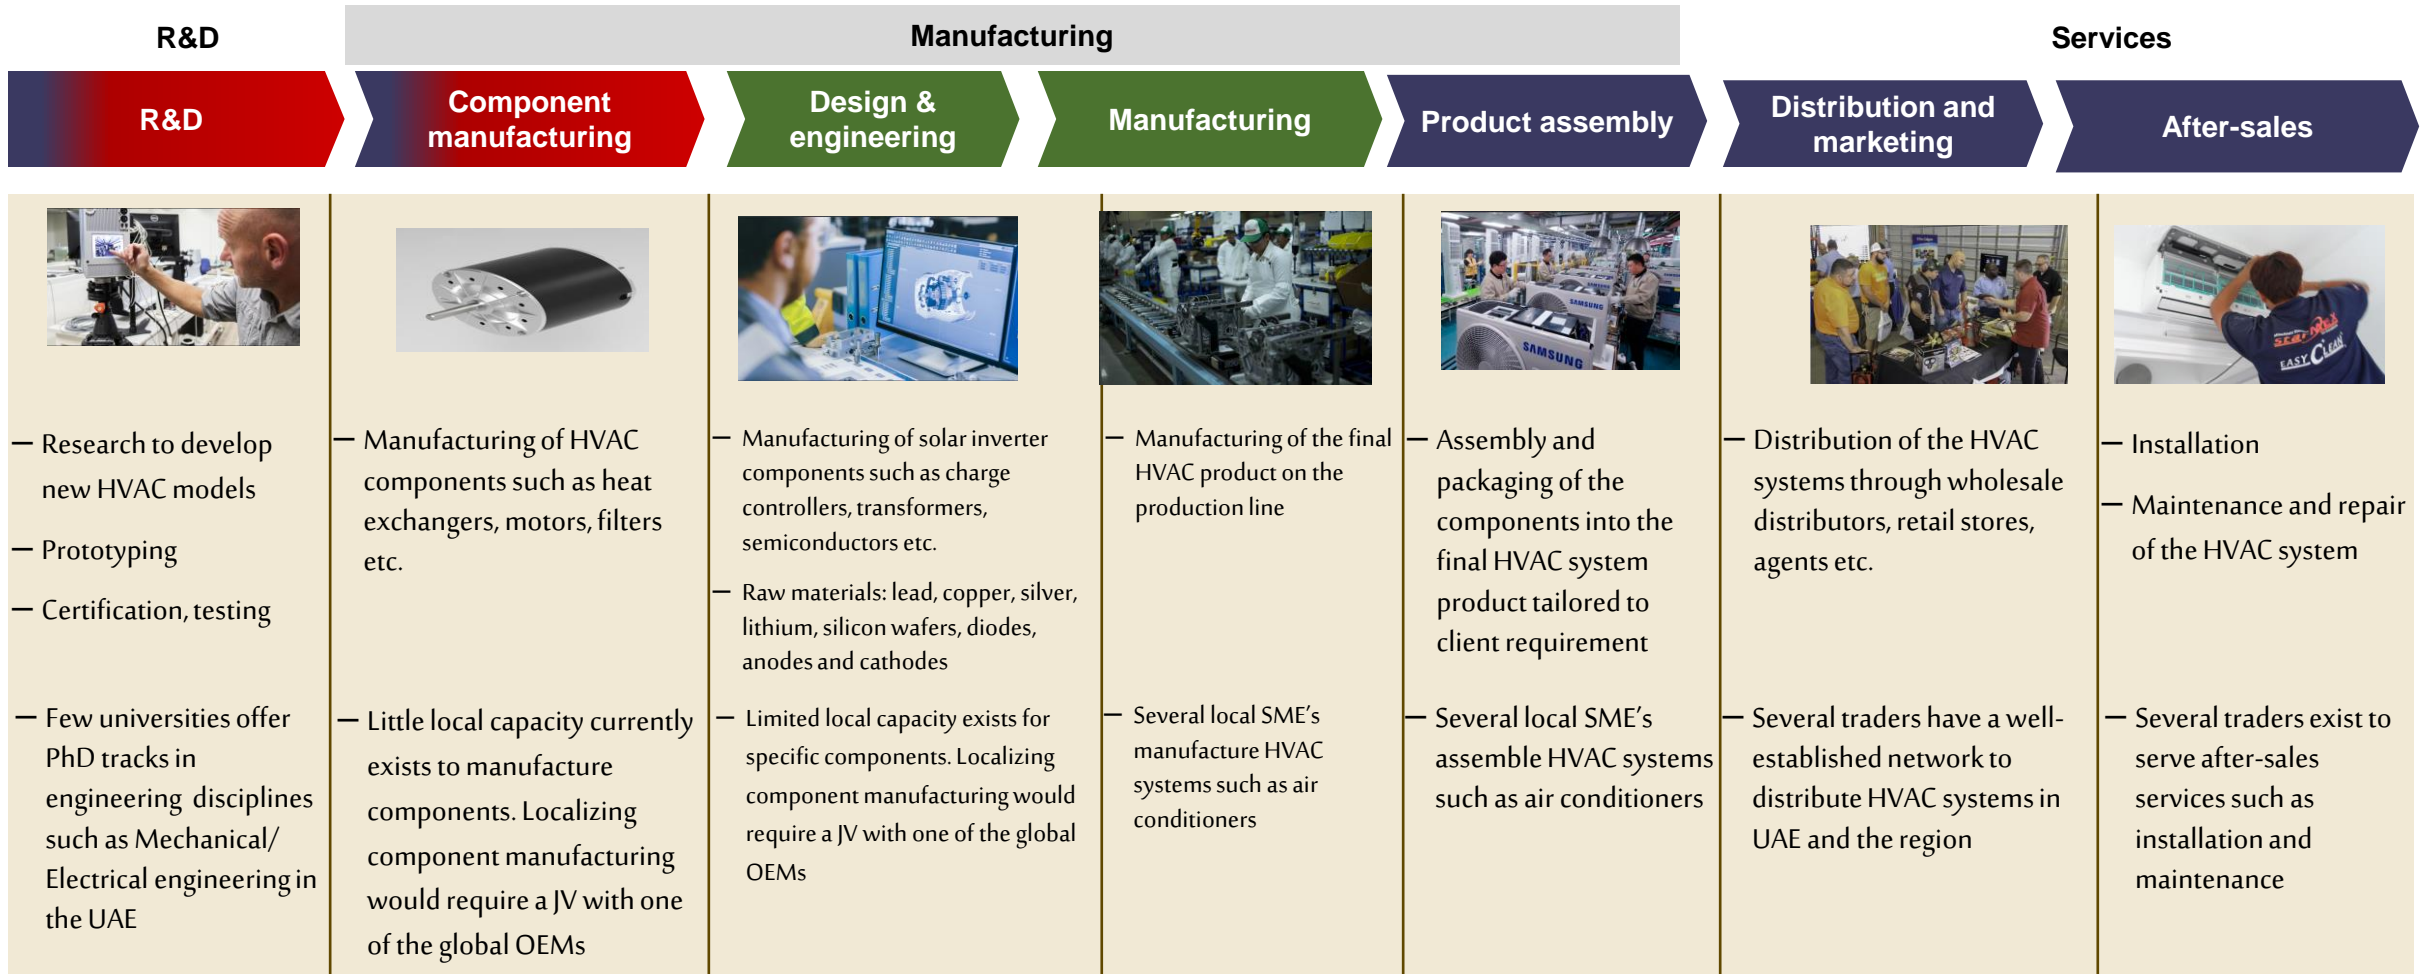 R&D
Manufacturing
Services
R&D
Component
manufacturing
Design &
engineering
Manufacturing
Product assembly
Distribution and
marketing
After-sales
SAMSUNG
SAMSUNG
EASY CLEAN
— Research to develop
new HVAC models
— Prototyping
— Certification, testing
— Manufacturing of HVAC
components such as heat
exchangers, motors, filters
etc.
— Manufacturing of solar inverter
components such as charge
controllers, transformers,
semiconductors etc.
— Raw materials: lead, copper, silver,
lithium, silicon wafers, diodes,
anodes and cathodes
— Manufacturing of the final
HVAC product on the
production line
— Assembly and
packaging of the
components into the
final HVAC system
product tailored to
client requirement
— Distribution of the HVAC
systems through wholesale
distributors, retail stores,
agents etc.
— Installation
— Maintenance and repair
of the HVAC system
— Few universities offer
PhD tracks in
engineering disciplines
such as Mechanical/
Electrical engineering in
the UAE
— Little local capacity currently
exists to manufacture
components. Localizing
component manufacturing
would require a JV with one
of the global OEMs
— Limited local capacity exists for
specific components. Localizing
component manufacturing would
require a JV with one of the global
OEMs
— Several local SME's
manufacture HVAC
systems such as air
conditioners
— Several local SME's
assemble HVAC systems
such as air conditioners
— Several traders have a well-
established network to
distribute HVAC systems in
UAE and the region
— Several traders exist to
serve after-sales
services such as
installation and
maintenance